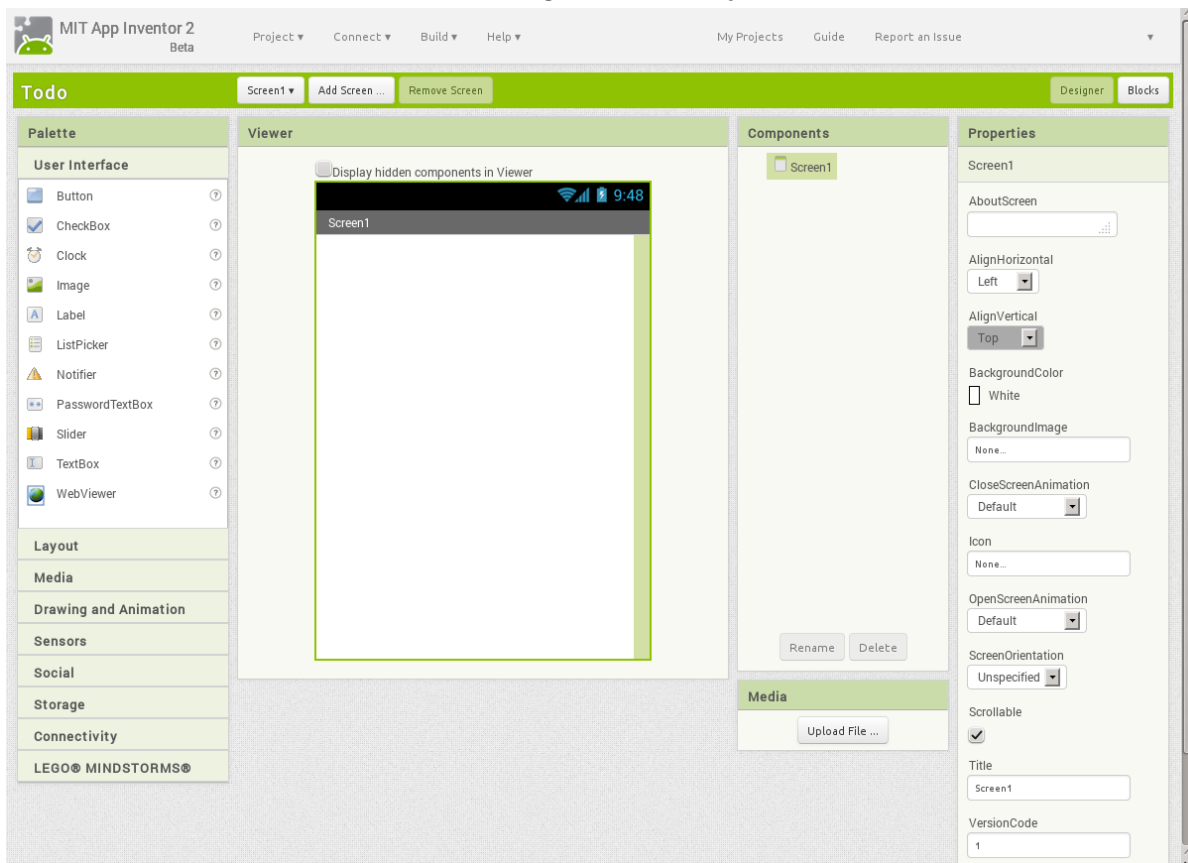 MIT App Inventor 2
Beta
Project ▾ Connect ▾ Build ▾ Help ▾ My Projects Guide Report an Issue ▾
Todo Screen1 ▾ Add Screen ... Remove Screen Designer Blocks
Palette
User Interface
Button
CheckBox
Clock
Image
Label
ListPicker
Notifier
PasswordTextBox
Slider
TextBox
WebViewer
Layout
Media
Drawing and Animation
Sensors
Social
Storage
Connectivity
LEGO® MINDSTORMS®
Viewer
Display hidden components in Viewer
9:48
Screen1
Components
Screen1
Rename Delete
Media
Upload File ...
Properties
Screen1
AboutScreen
AlignHorizontal
Left
AlignVertical
Top
BackgroundColor
White
BackgroundImage
None...
CloseScreenAnimation
Default
Icon
None...
OpenScreenAnimation
Default
ScreenOrientation
Unspecified
Scrollable
Title
Screen1
VersionCode
1